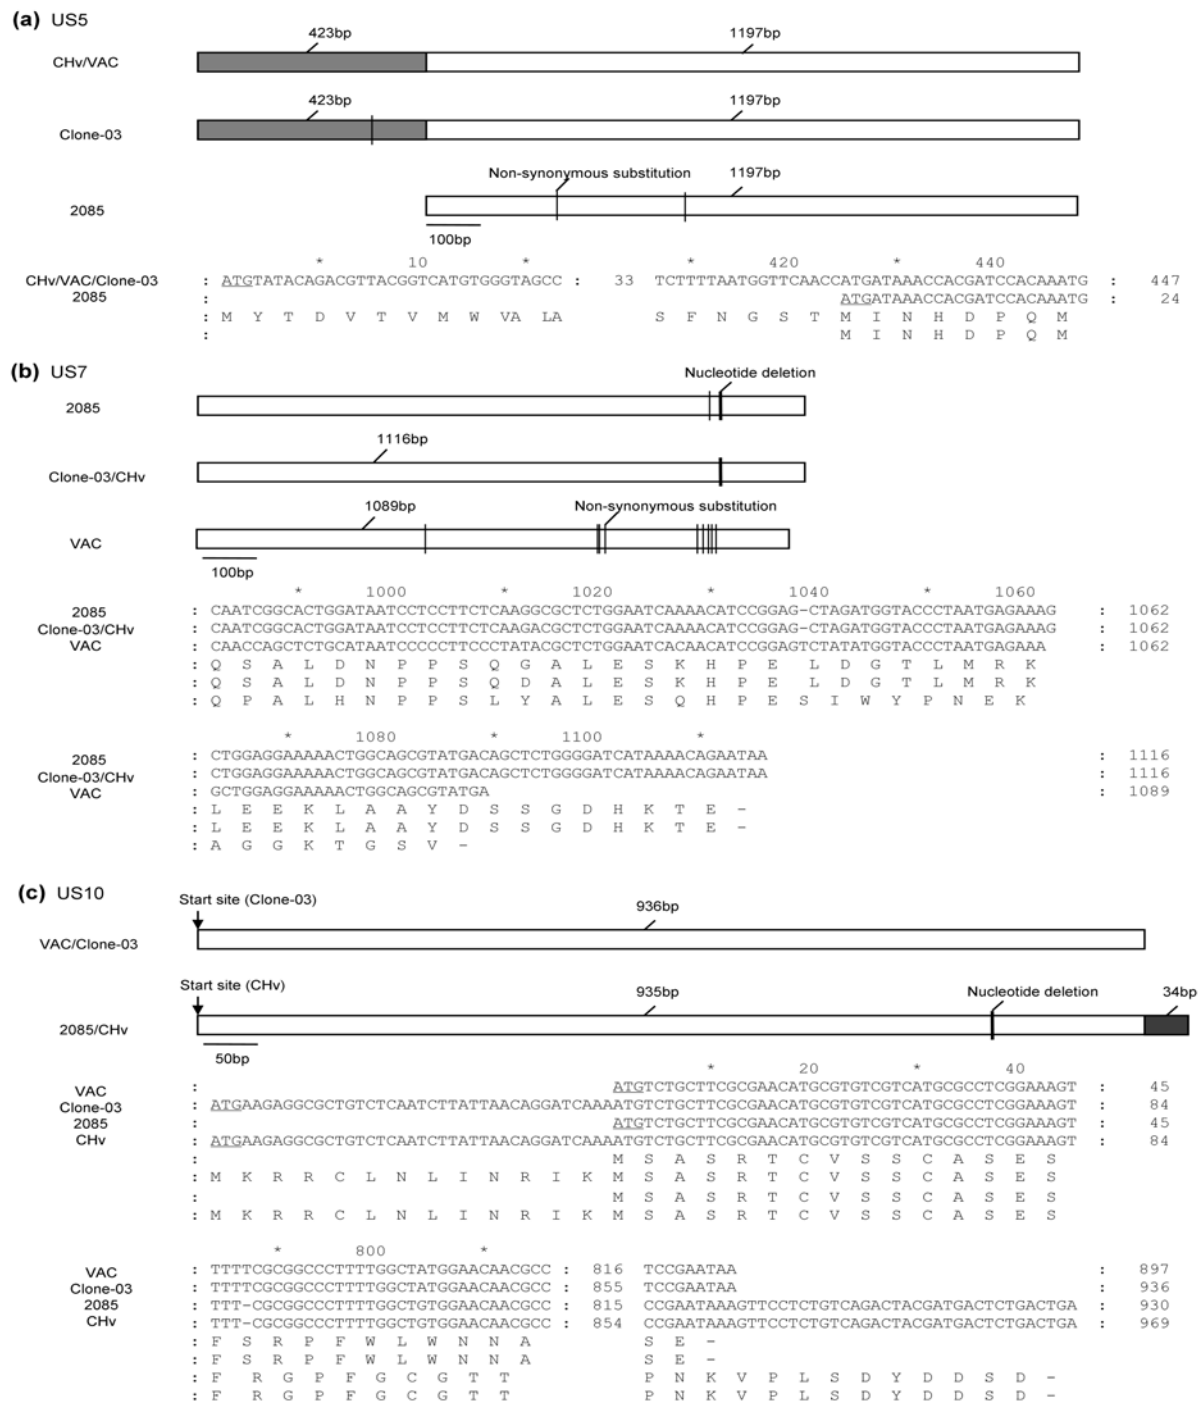 (a) US5
423bp 1197bp
CHv/VAC
423bp 1197bp
Clone-03
Non-synonymous substitution 1197bp
2085
100bp
* 10 * 420 * 440
CHv/VAC/Clone-03 : ATGTATACAGACGTTACGGTCATGTGGGTAGCC : 33 TCTTTTAATGGTTCAACCATGATAAACCACGATCCACAAATG : 447
2085 : ATGATAAACCACGATCCACAAATG : 24
: M Y T D V T V M W VA LA S F N G S T M I N H D P Q M
: M I N H D P Q M
(b) US7
Nucleotide deletion
2085
1116bp
Clone-03/CHv
1089bp Non-synonymous substitution
VAC
100bp
* 1000 * 1020 * 1040 * 1060
2085 : CAATCGGCACTGGATAATCCTCCTTCTCAAGGCGCTCTGGAATCAAAACATCCGGAG-CTAGATGGTACCCTAATGAGAAAG : 1062
Clone-03/CHv : CAATCGGCACTGGATAATCCTCCTTCTCAAGACGCTCTGGAATCAAAACATCCGGAG-CTAGATGGTACCCTAATGAGAAAG : 1062
VAC : CAACCAGCTCTGCATAATCCCCCTTCCCTATACGCTCTGGAATCACAACATCCGGAGTCTATATGGTACCCTAATGAGAAA : 1062
: Q S A L D N P P S Q G A L E S K H P E L D G T L M R K
: Q S A L D N P P S Q D A L E S K H P E L D G T L M R K
: Q P A L H N P P S L Y A L E S Q H P E S I W Y P N E K
* 1080 * 1100 *
2085 : CTGGAGGAAAAACTGGCAGCGTATGACAGCTCTGGGGATCATAAAACAGAATAA : 1116
Clone-03/CHv : CTGGAGGAAAAACTGGCAGCGTATGACAGCTCTGGGGATCATAAAACAGAATAA : 1116
VAC : GCTGGAGGAAAAACTGGCAGCGTATGA : 1089
: L E E K L A A Y D S S G D H K T E -
: L E E K L A A Y D S S G D H K T E -
: A G G K T G S V -
(c) US10
Start site (Clone-03)
936bp
VAC/Clone-03
Start site (CHv)
935bp Nucleotide deletion 34bp
2085/CHv
50bp
* 20 * 40
VAC : ATGTCTGCTTCGCGAACATGCGTGTCGTCATGCGCCTCGGAAAGT : 45
Clone-03 : ATGAAGAGGCGCTGTCTCAATCTTATTAACAGGATCAAAATGTCTGCTTCGCGAACATGCGTGTCGTCATGCGCCTCGGAAAGT : 84
2085 : ATGTCTGCTTCGCGAACATGCGTGTCGTCATGCGCCTCGGAAAGT : 45
CHv : ATGAAGAGGCGCTGTCTCAATCTTATTAACAGGATCAAAATGTCTGCTTCGCGAACATGCGTGTCGTCATGCGCCTCGGAAAGT : 84
: M S A S R T C V S S C A S E S
: M K R R C L N L I N R I K M S A S R T C V S S C A S E S
: M S A S R T C V S S C A S E S
: M K R R C L N L I N R I K M S A S R T C V S S C A S E S
* 800 *
VAC : TTTTCGCGGCCCTTTTGGCTATGGAACAACGCC : 816 TCCGAATAA : 897
Clone-03 : TTTTCGCGGCCCTTTTGGCTATGGAACAACGCC : 855 TCCGAATAA : 936
2085 : TTT-CGCGGCCCTTTTGGCTGTGGAACAACGCC : 815 CCGAATAAAGTTCCTCTGTCAGACTACGATGACTCTGACTGA : 930
CHv : TTT-CGCGGCCCTTTTGGCTGTGGAACAACGCC : 854 CCGAATAAAGTTCCTCTGTCAGACTACGATGACTCTGACTGA : 969
: F S R P F W L W N N A S E -
: F S R P F W L W N N A S E -
: F R G P F G C G T T P N K V P L S D Y D D S D -
: F R G P F G C G T T P N K V P L S D Y D D S D -